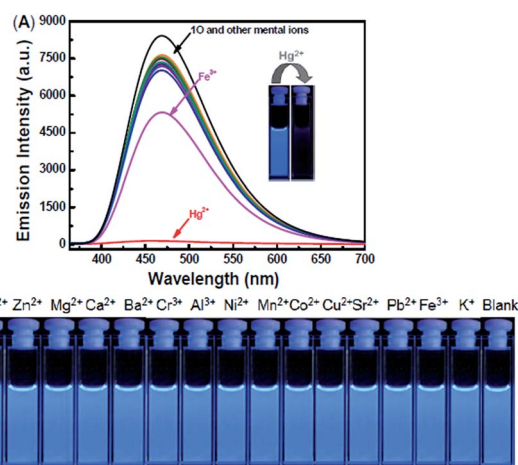 (A)
9000
7500
6000
4500
3000
1500
0
Emission Intensity (a.u.)
1O and other mental ions
Fe³⁺
Hg²⁺
Hg²⁺
400 450 500 550 600 650 700
Wavelength (nm)
²⁺ Zn²⁺ Mg²⁺ Ca²⁺ Ba²⁺ Cr³⁺ Al³⁺ Ni²⁺ Mn²⁺ Co²⁺ Cu²⁺ Sr²⁺ Pb²⁺ Fe³⁺ K⁺ Blank